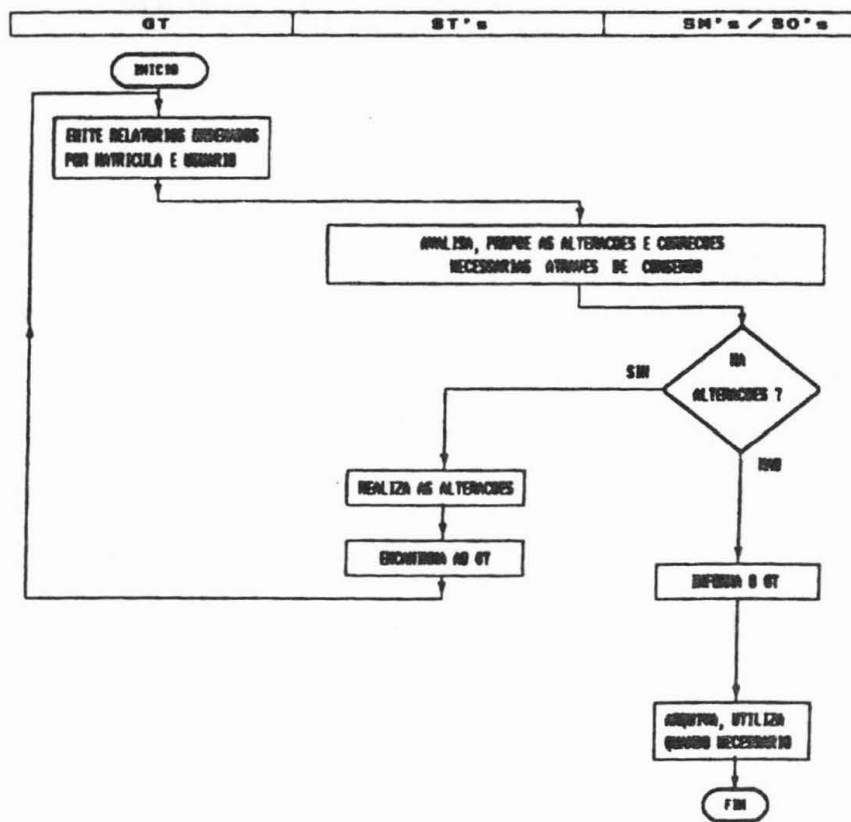 GT ST's SM's / SO's
INICIO
EMITE RELATORIOS ORDENADOS
POR MATRICULA E USUARIO
ANALISA, PROPOE AS ALTERACOES E CORRECOES
NECESSARIAS ATRAVES DE CONSENSO
HA
ALTERACOES ?
SIM
NAO
REALIZA AS ALTERACOES
ENCAMINHA AO GT
INFORMA O GT
ARQUIVA, UTILIZA
QUANDO NECESSARIO
FIM